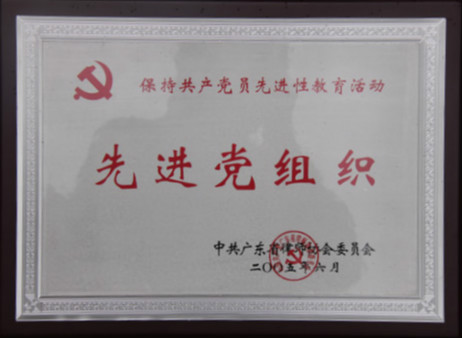 保持共产党员先进性教育活动
先进党组织
中共广东省律师协会委员会
二〇〇五年六月